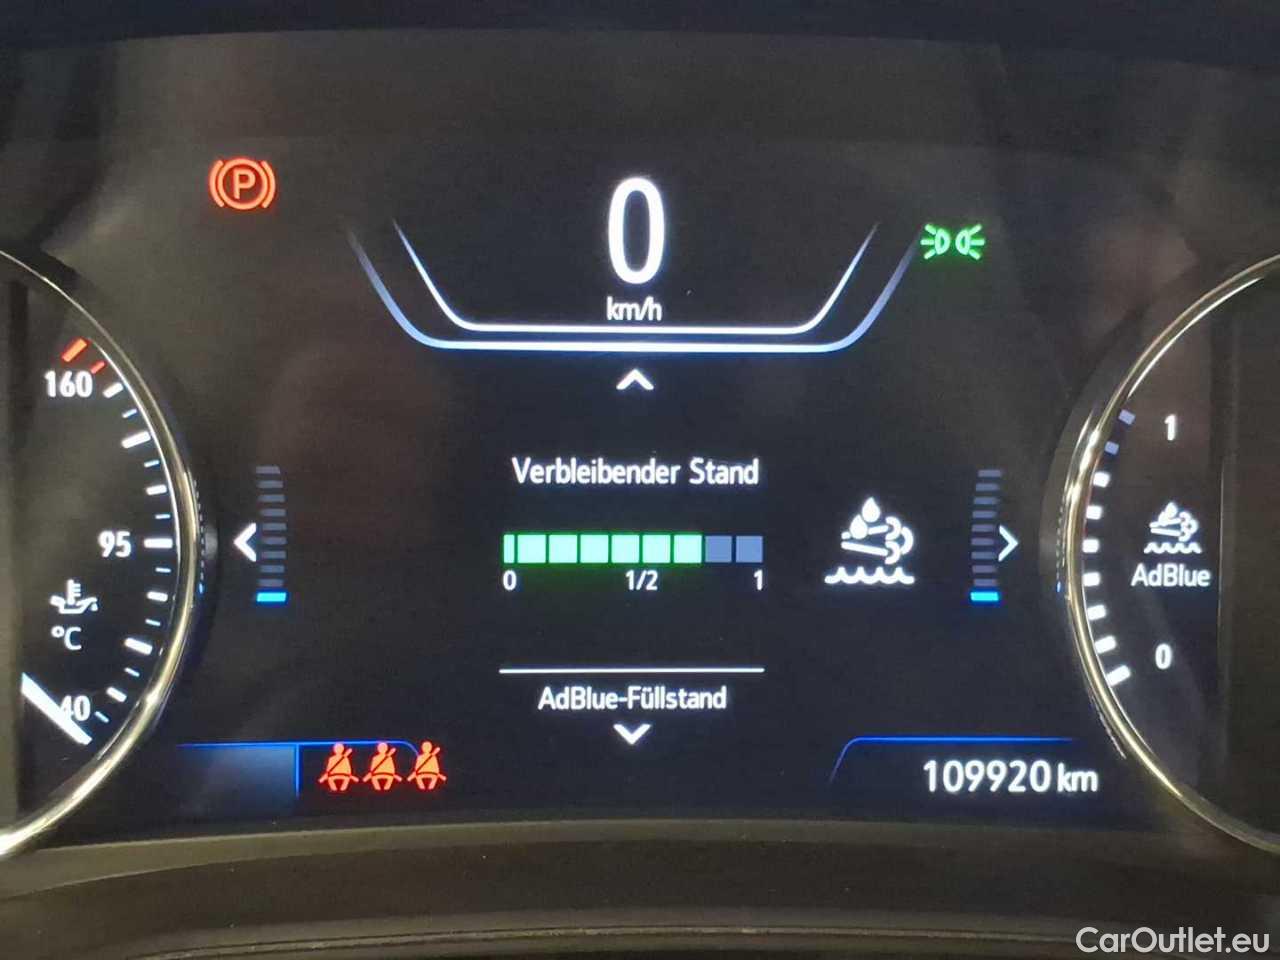 P
0
km/h
160
1
Verbleibender Stand
95
0 1/2 1
AdBlue
°C
0
40
AdBlue-Füllstand
109920 km
CarOutlet.eu